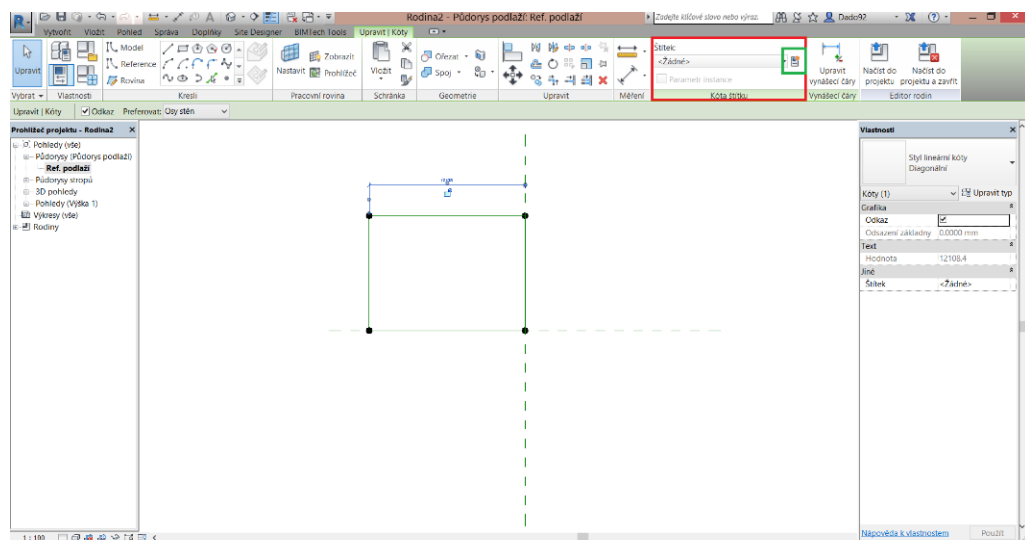 Rodina2 - Půdorys podlaží: Ref. podlaží
Zadejte klíčové slovo nebo výraz.
Dado92
Vytvořit Vložit Pohled Správa Doplňky Site Designer BIMTech Tools Upravit | Kóty
Upravit
Model
Reference
Rovina
Nastavit
Zobrazit
Prohlížeč
Vložit
Ořezat
Spoj
Štítek:
<Žádné>
Parametr instance
Upravit
vynášecí čáry
Načíst do
projektu
Načíst do
projektu a zavřít
Vybrat
Vlastnosti
Kresli
Pracovní rovina
Schránka
Geometrie
Upravit
Měření
Kóta štítku
Vynášecí čáry
Editor rodin
Upravit | Kóty
Odkaz
Preferovat:
Osy stěn
Prohlížeč projektu - Rodina2
Pohledy (vše)
Půdorysy (Půdorys podlaží)
Ref. podlaží
Půdorysy stropů
3D pohledy
Pohledy (Výška 1)
Výkresy (vše)
Rodiny
Vlastnosti
Styl lineární kóty
Diagonální
Kóty (1)
Upravit typ
Grafika
Odkaz
Odsazení základny 0.0000 mm
Text
Hodnota 12108.4
Jiné
Štítek <Žádné>
Nápověda k vlastnostem
Použít
1 : 100